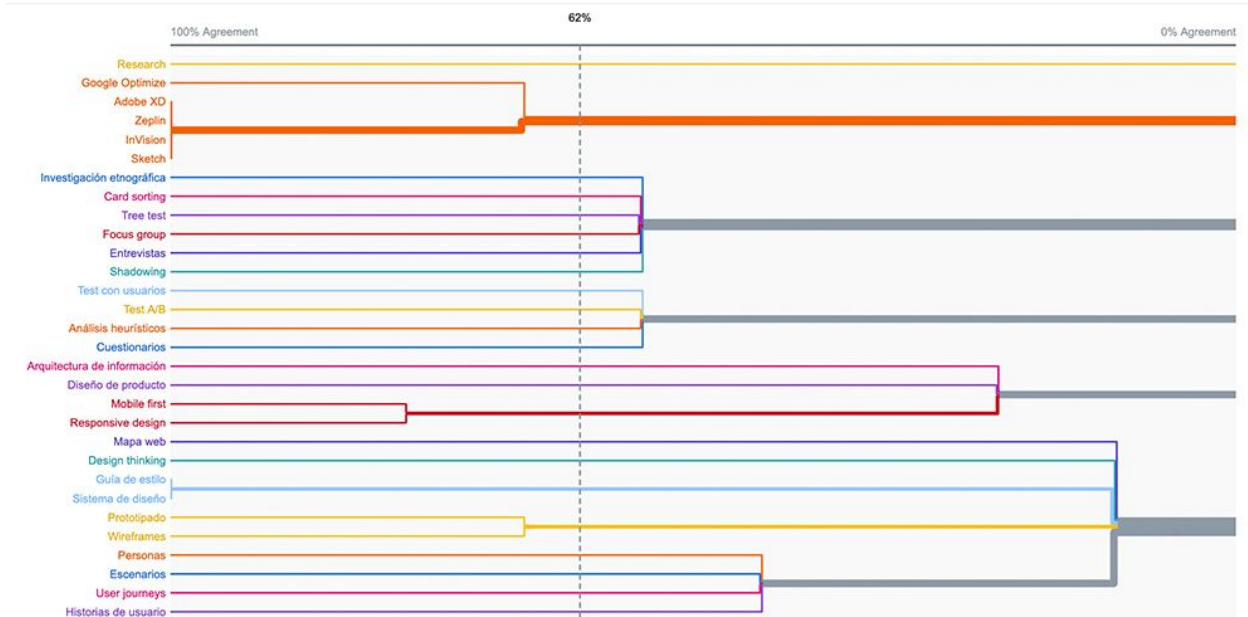 62%
100% Agreement
0% Agreement
Research
Google Optimize
Adobe XD
Zeplin
InVision
Sketch
Investigación etnográfica
Card sorting
Tree test
Focus group
Entrevistas
Shadowing
Test con usuarios
Test A/B
Análisis heurísticos
Cuestionarios
Arquitectura de información
Diseño de producto
Mobile first
Responsive design
Mapa web
Design thinking
Guía de estilo
Sistema de diseño
Prototipado
Wireframes
Personas
Escenarios
User journeys
Historias de usuario